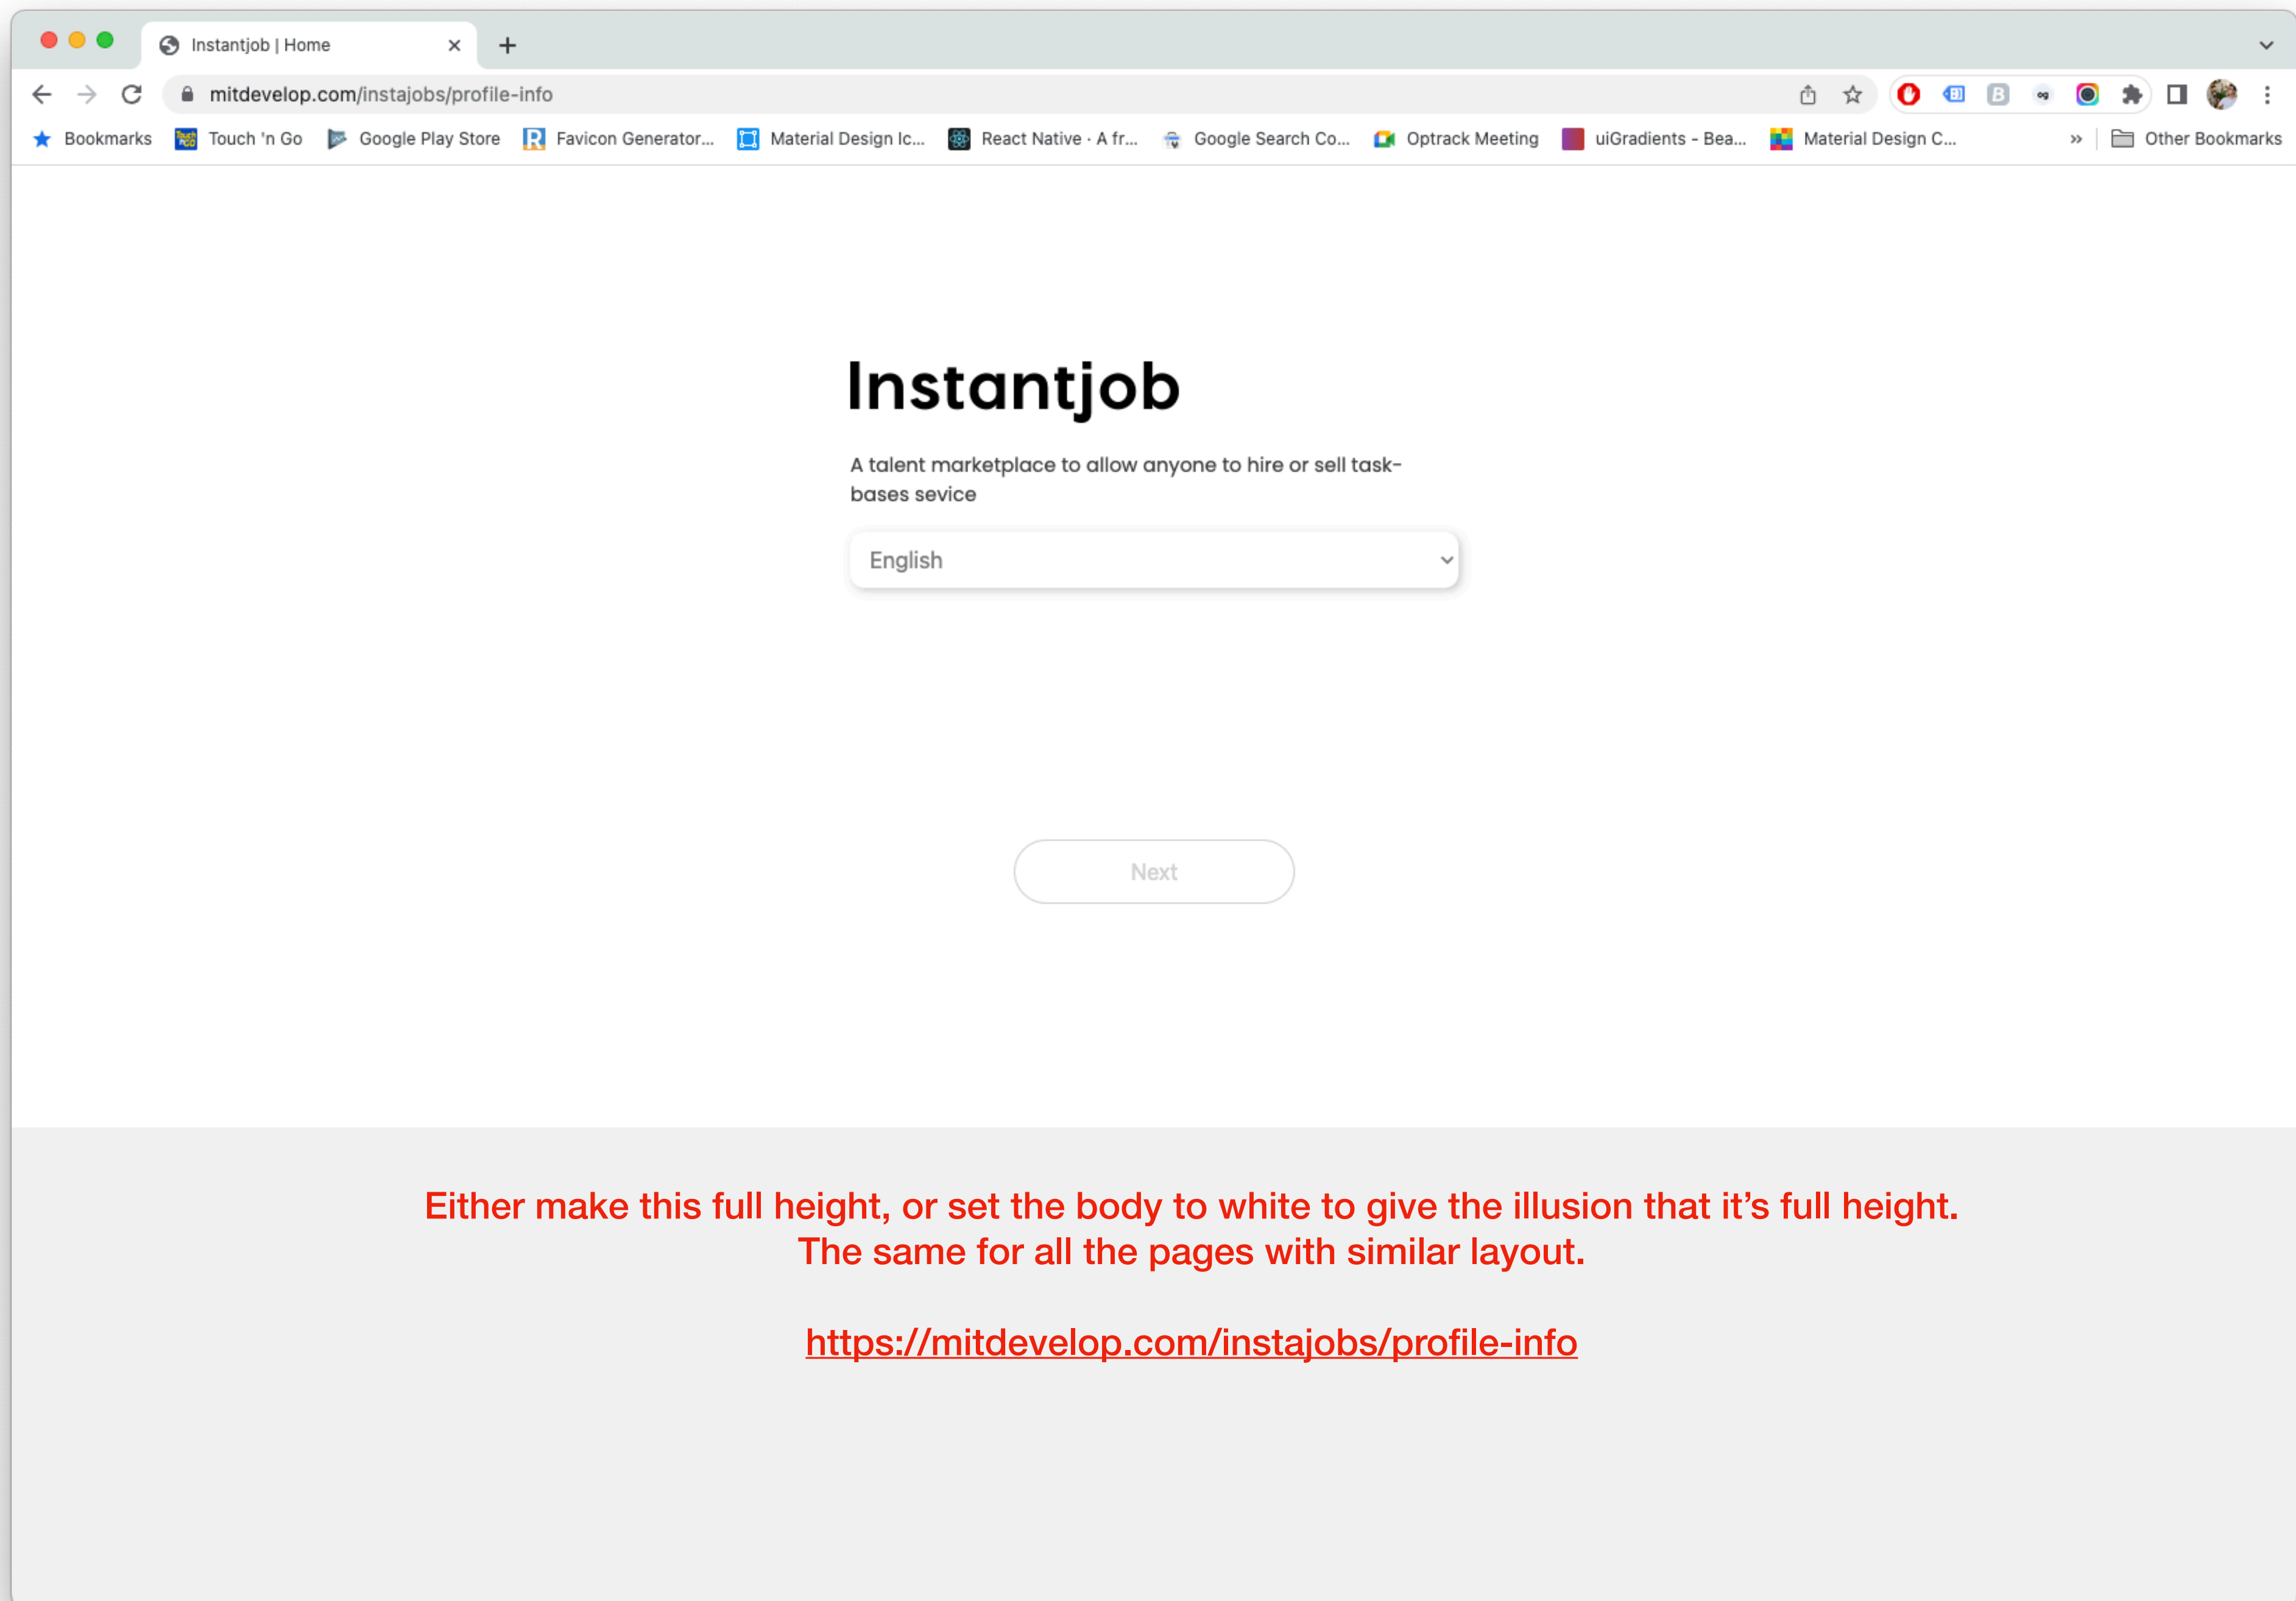 Instantjob | Home
mitdevelop.com/instajobs/profile-info
Bookmarks Touch 'n Go Google Play Store Favicon Generator... Material Design Ic... React Native · A fr... Google Search Co... Optrack Meeting uiGradients - Bea... Material Design C... » Other Bookmarks
Instantjob
A talent marketplace to allow anyone to hire or sell task-
bases sevice
English
Next
Either make this full height, or set the body to white to give the illusion that it’s full height.
The same for all the pages with similar layout.
https://mitdevelop.com/instajobs/profile-info